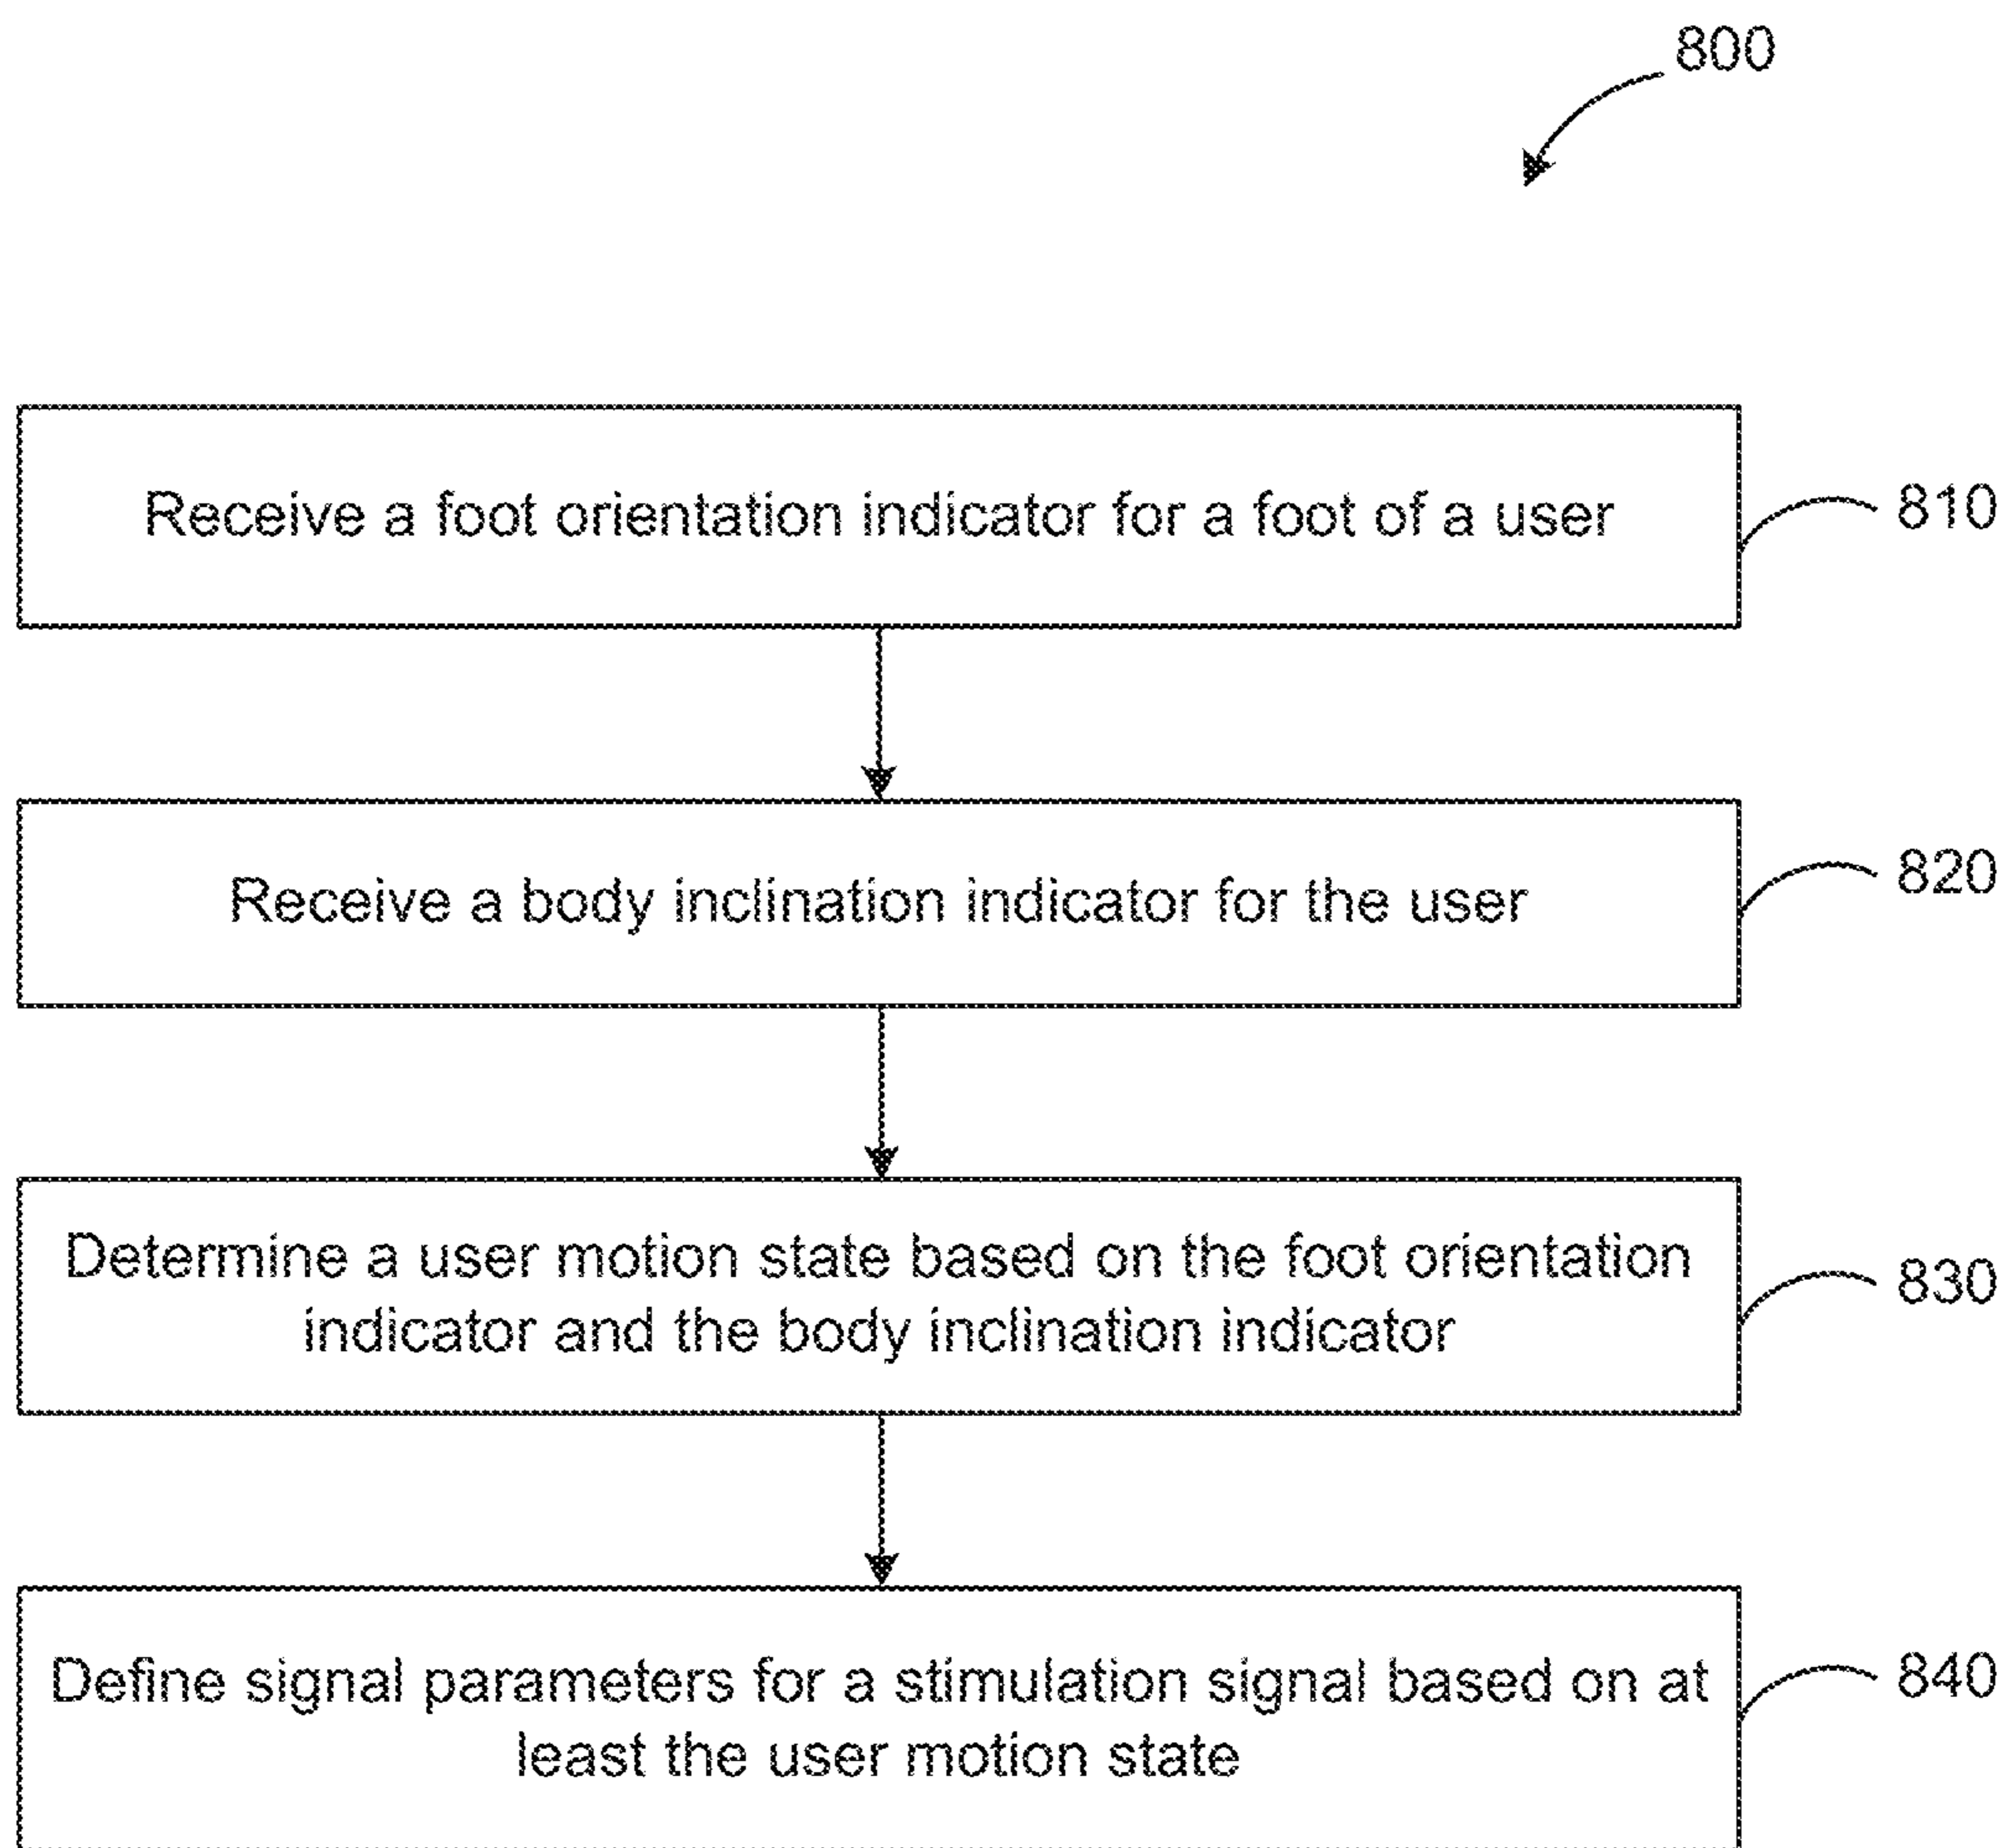 800
Receive a foot orientation indicator for a foot of a user
810
Receive a body inclination indicator for the user
820
Determine a user motion state based on the foot orientation
indicator and the body inclination indicator
830
Define signal parameters for a stimulation signal based on at
least the user motion state
840